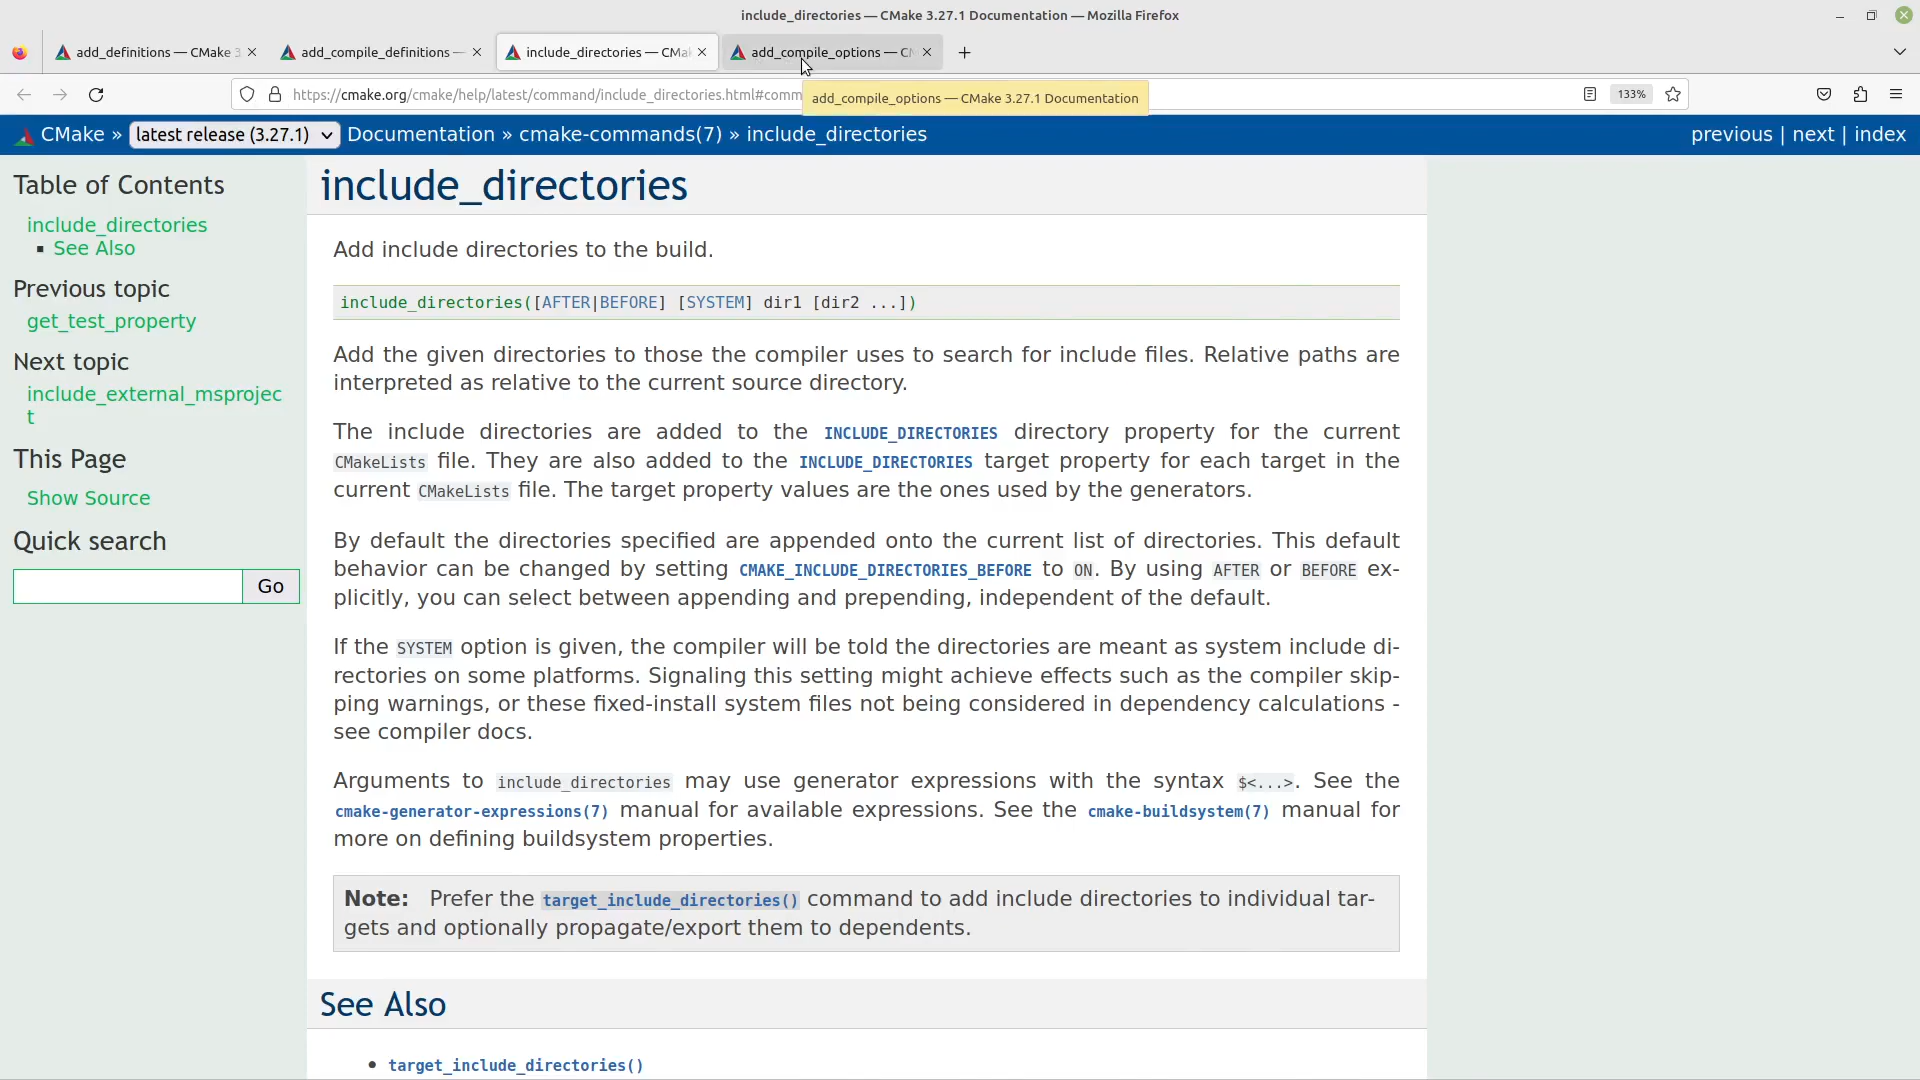 include_directories — CMake 3.27.1 Documentation — Mozilla Firefox
add_definitions — CMake 3
add_compile_definitions —
include_directories — CMa
add_compile_options — CM
https://cmake.org/cmake/help/latest/command/include_directories.html#comm
add_compile_options — CMake 3.27.1 Documentation
133%
CMake » latest release (3.27.1) Documentation » cmake-commands(7) » include_directories
previous | next | index
Table of Contents
include_directories
▪ See Also
Previous topic
get_test_property
Next topic
include_external_msprojec
t
This Page
Show Source
Quick search
Go
include_directories
Add include directories to the build.
include_directories([AFTER|BEFORE] [SYSTEM] dir1 [dir2 ...])
Add the given directories to those the compiler uses to search for include files. Relative paths are
interpreted as relative to the current source directory.
The include directories are added to the INCLUDE_DIRECTORIES directory property for the current
CMakeLists file. They are also added to the INCLUDE_DIRECTORIES target property for each target in the
current CMakeLists file. The target property values are the ones used by the generators.
By default the directories specified are appended onto the current list of directories. This default
behavior can be changed by setting CMAKE_INCLUDE_DIRECTORIES_BEFORE to ON. By using AFTER or BEFORE ex-
plicitly, you can select between appending and prepending, independent of the default.
If the SYSTEM option is given, the compiler will be told the directories are meant as system include di-
rectories on some platforms. Signaling this setting might achieve effects such as the compiler skip-
ping warnings, or these fixed-install system files not being considered in dependency calculations -
see compiler docs.
Arguments to include_directories may use generator expressions with the syntax $<...>. See the
cmake-generator-expressions(7) manual for available expressions. See the cmake-buildsystem(7) manual for
more on defining buildsystem properties.
Note: Prefer the target_include_directories() command to add include directories to individual tar-
gets and optionally propagate/export them to dependents.
See Also
• target_include_directories()